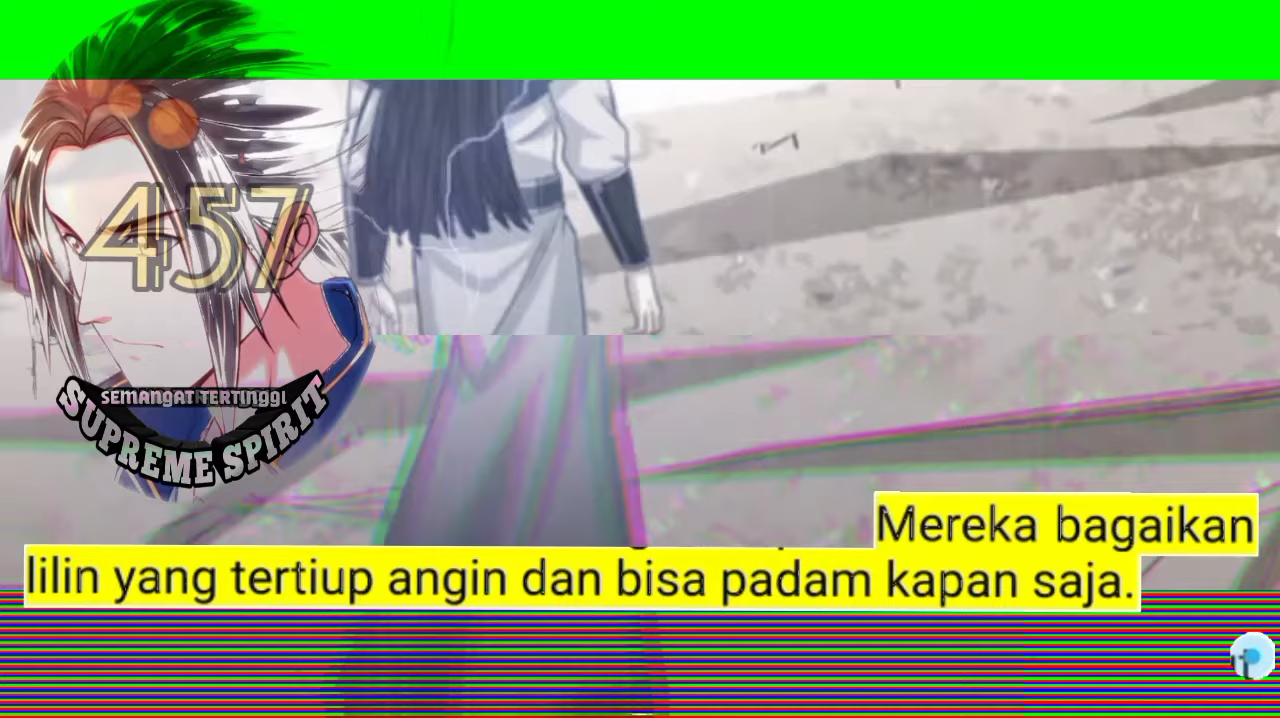 457
SEMANGAT TERTINGGI
SUPREME SPIRIT
Mereka bagaikan
lilin yang tertiup angin dan bisa padam kapan saja.